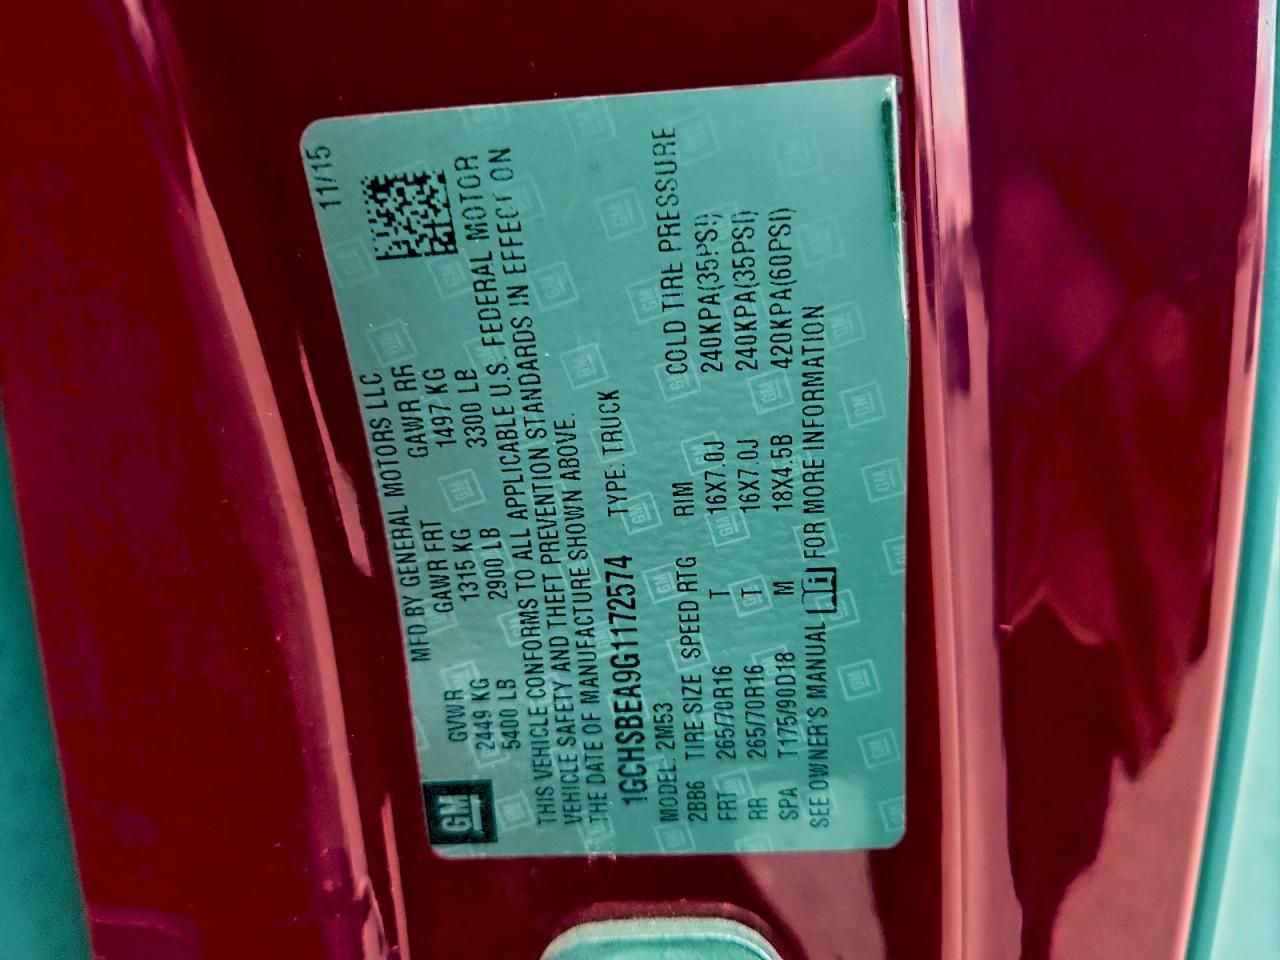 11/15
MFD BY GENERAL MOTORS LLC
GVWR GAWR FRT GAWR RR
2449 KG 1315 KG 1497 KG
5400 LB 2900 LB 3300 LB
THIS VEHICLE CONFORMS TO ALL APPLICABLE U.S. FEDERAL MOTOR
VEHICLE SAFETY AND THEFT PREVENTION STANDARDS IN EFFECT ON
THE DATE OF MANUFACTURE SHOWN ABOVE.
1GCHSBEA9G1172574 TYPE: TRUCK
MODEL: 2M53
2BB6 TIRE SIZE SPEED RTG RIM COLD TIRE PRESSURE
FRT 265/70R16 T 16X7.0J 240KPA(35PSI)
RR 265/70R16 T 16X7.0J 240KPA(35PSI)
SPA T175/90D18 M 18X4.5B 420KPA(60PSI)
SEE OWNER'S MANUAL i FOR MORE INFORMATION
GM